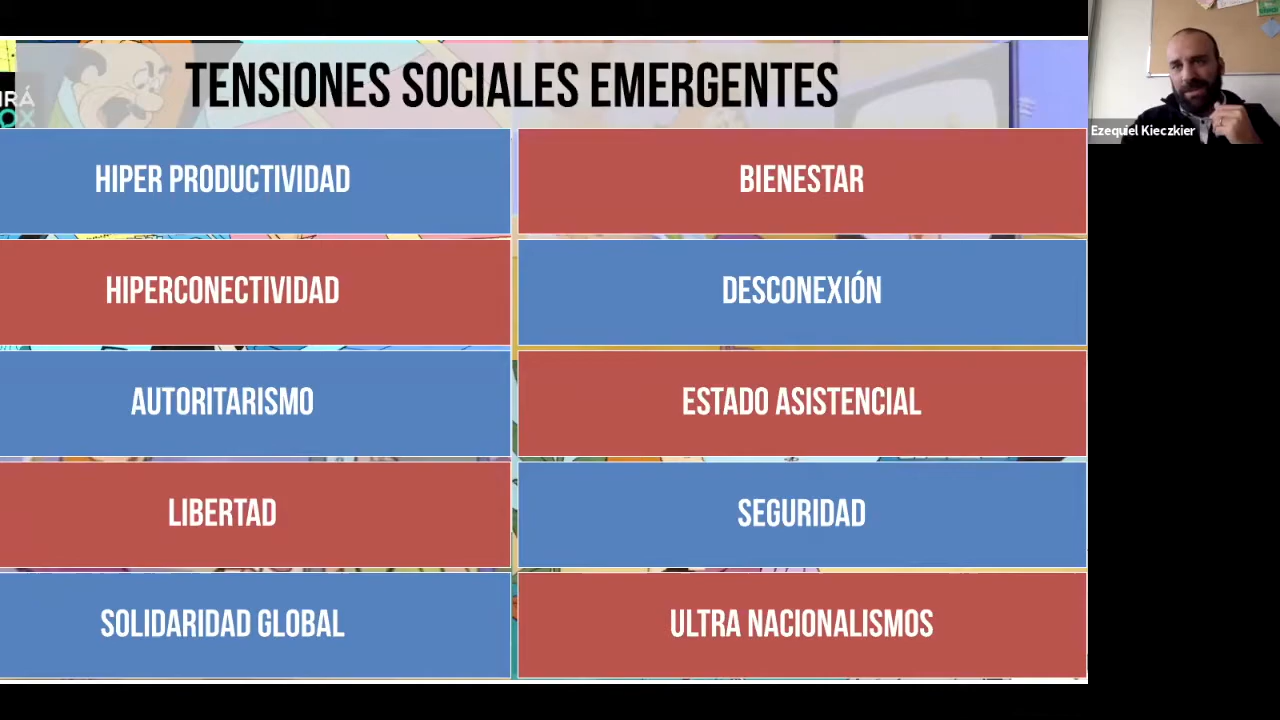 TENSIONES SOCIALES EMERGENTES
Ezequiel Kieczkier
HIPER PRODUCTIVIDAD
BIENESTAR
HIPERCONECTIVIDAD
DESCONEXIÓN
AUTORITARISMO
ESTADO ASISTENCIAL
LIBERTAD
SEGURIDAD
SOLIDARIDAD GLOBAL
ULTRA NACIONALISMOS